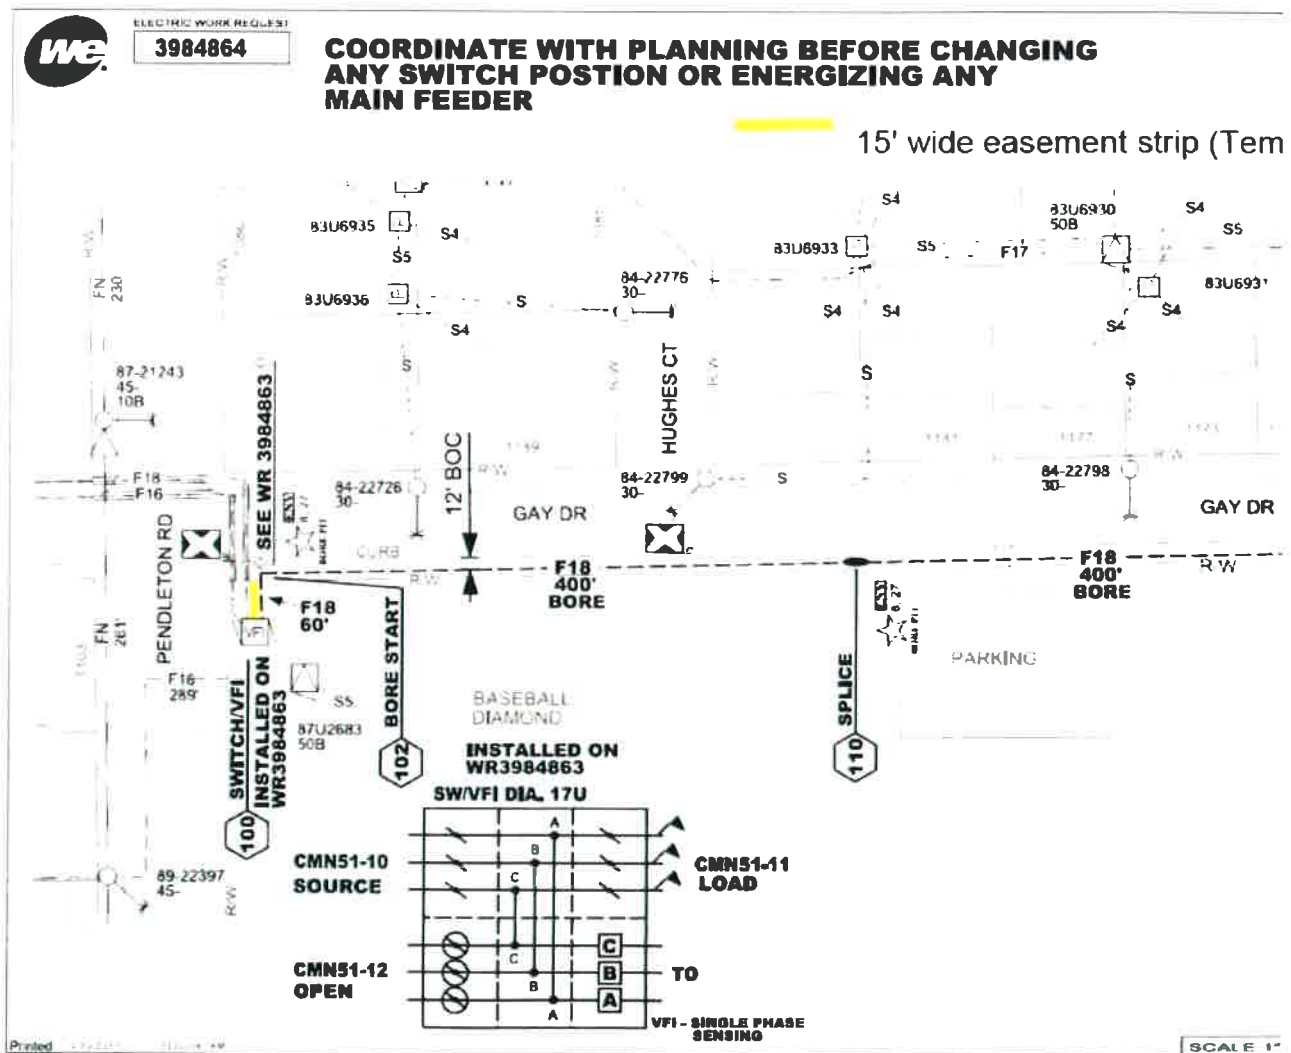 we
ELECTRIC WORK REQUEST
3984864
COORDINATE WITH PLANNING BEFORE CHANGING
ANY SWITCH POSTION OR ENERGIZING ANY
MAIN FEEDER
15' wide easement strip (Tem
83U6935
S4
S5
83U6936
S
S4
84-22776
30-
83U6933
S4
S5
F17
83U6930
50B
S4
S5
83U693
S4
S4
S4
S4
R/W
FN
230
87-21243
45-
10B
SEE WR 3984863
S
R/W
HUGHES CT
R/W
S
S
1177
F18
F16
84-22726
30-
12' BOC
R/W
GAY DR
84-22799
30-
S
84-22798
30-
R/W
GAY DR
PENDLETON RD
CURB
R/W
F18
400'
BORE
F18
400'
BORE
R/W
FN
261'
F18
60'
VFI
BORE START
8.27
PARKING
F16
289'
S5
87U2683
50B
SWITCH/VFI
INSTALLED ON
WR3984863
BASEBALL
DIAMOND
SPLICE
102
110
100
INSTALLED ON
WR3984863
SW/VFI DIA. 17U
89-22397
45-
R/W
A
CMN51-10
SOURCE
B
C
CMN51-11
LOAD
CMN51-12
OPEN
C
B
A
C
B
A
TO
VFI - SINGLE PHASE
SENSING
Printed
SCALE 1"